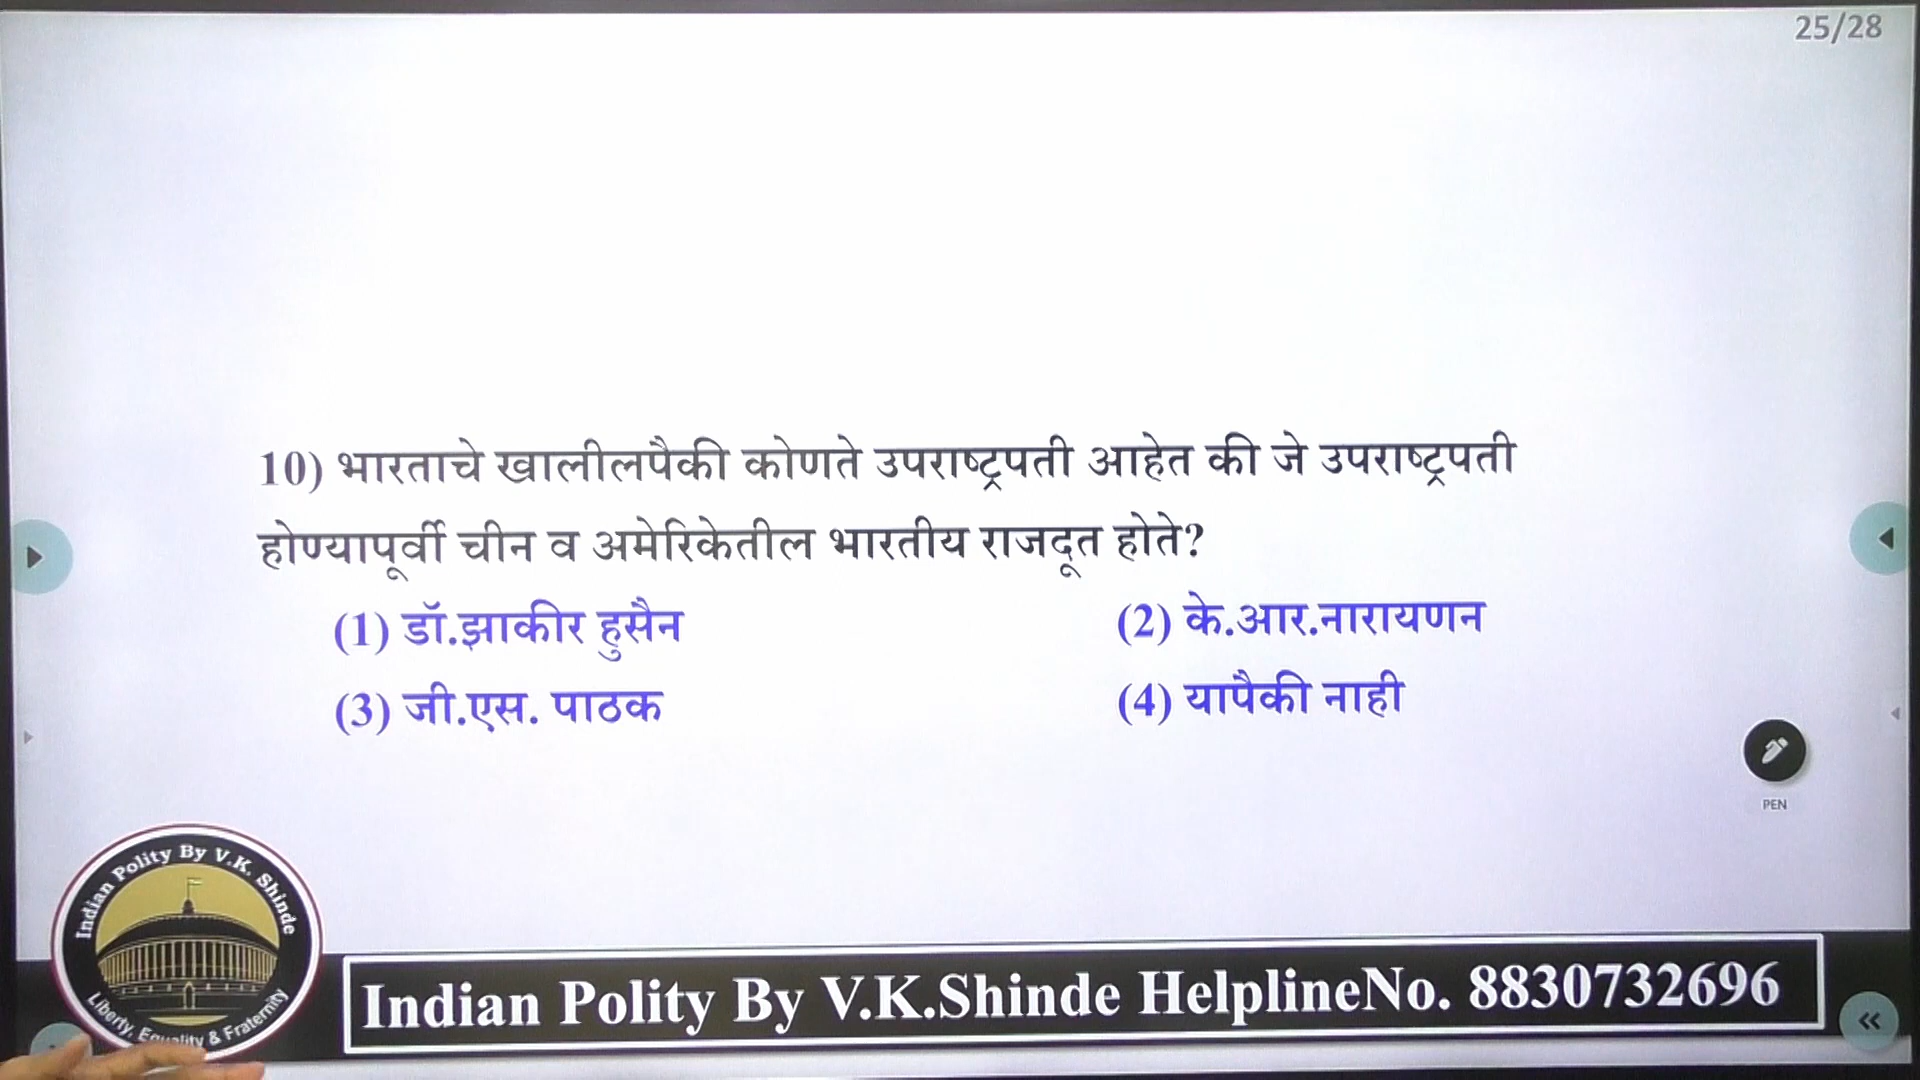 25/28
10) भारताचे खालीलपैकी कोणते उपराष्ट्रपती आहेत की जे उपराष्ट्रपती
होण्यापूर्वी चीन व अमेरिकेतील भारतीय राजदूत होते?
(1) डॉ.झाकीर हुसैन (2) के.आर.नारायणन
(3) जी.एस. पाठक (4) यापैकी नाही
PEN
Indian Polity By V.K. Shinde
Liberty, Equality & Fraternity
Indian Polity By V.K.Shinde HelplineNo. 8830732696